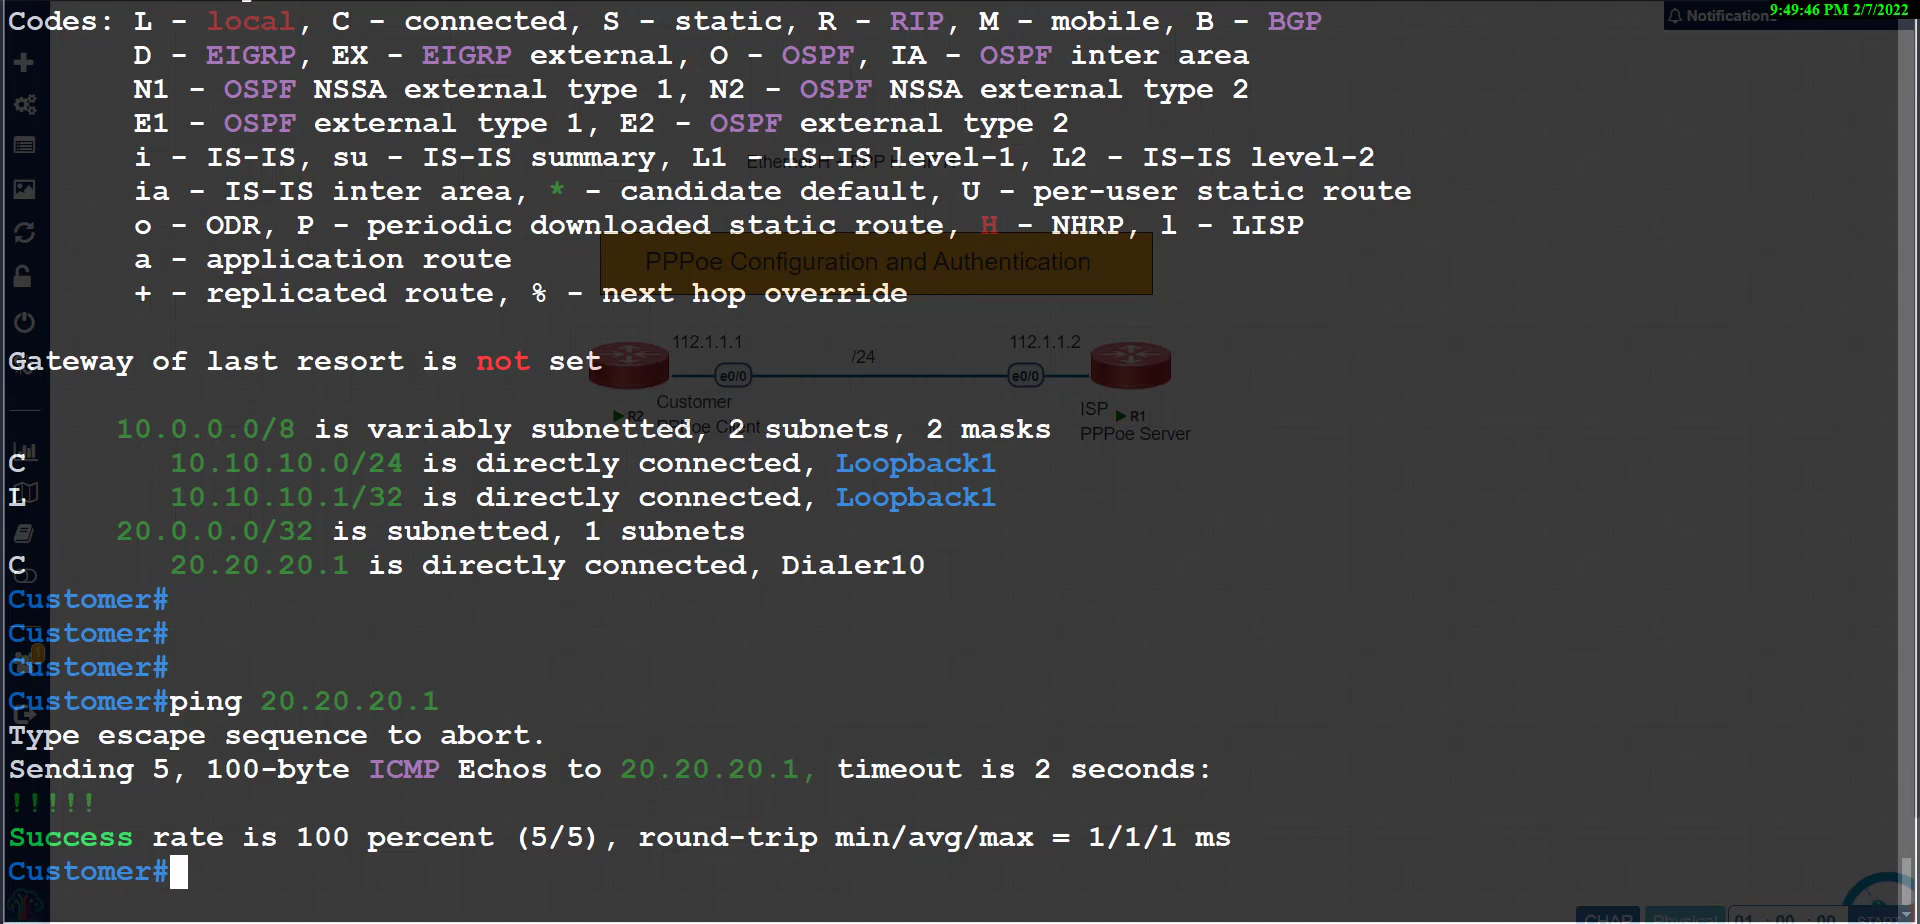 9:49:46 PM 2/7/2022
Notifications
Codes: L - local, C - connected, S - static, R - RIP, M - mobile, B - BGP
D - EIGRP, EX - EIGRP external, O - OSPF, IA - OSPF inter area
N1 - OSPF NSSA external type 1, N2 - OSPF NSSA external type 2
E1 - OSPF external type 1, E2 - OSPF external type 2
i - IS-IS, su - IS-IS summary, L1 - IS-IS level-1, L2 - IS-IS level-2
ia - IS-IS inter area, * - candidate default, U - per-user static route
o - ODR, P - periodic downloaded static route, H - NHRP, l - LISP
a - application route
+ - replicated route, % - next hop override
PPPoe Configuration and Authentication
112.1.1.1
112.1.1.2
/24
Gateway of last resort is not set
e0/0
e0/0
Customer
ISP
R2
R1
PPPoe Client
PPPoe Server
10.0.0.0/8 is variably subnetted, 2 subnets, 2 masks
C 10.10.10.0/24 is directly connected, Loopback1
L 10.10.10.1/32 is directly connected, Loopback1
20.0.0.0/32 is subnetted, 1 subnets
C 20.20.20.1 is directly connected, Dialer10
Customer#
Customer#
Customer#
Customer#ping 20.20.20.1
Type escape sequence to abort.
Sending 5, 100-byte ICMP Echos to 20.20.20.1, timeout is 2 seconds:
!!!!!
Success rate is 100 percent (5/5), round-trip min/avg/max = 1/1/1 ms
Customer#